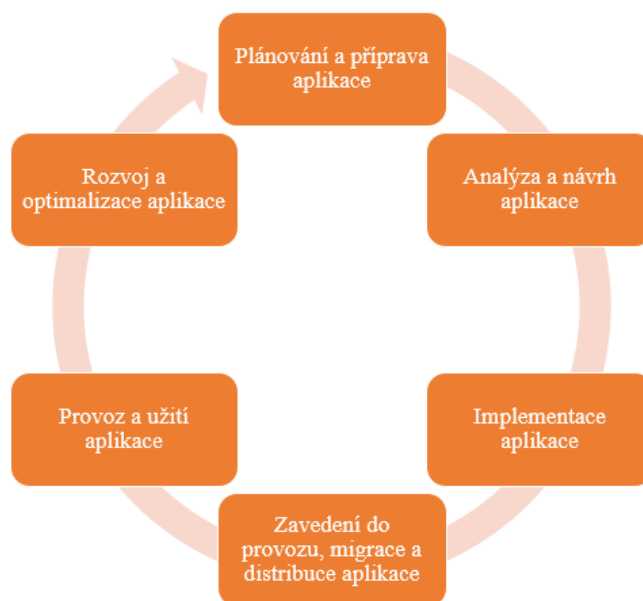 Plánování a příprava
aplikace
Analýza a návrh
aplikace
Implementace
aplikace
Zavedení do
provozu, migrace a
distribuce aplikace
Provoz a užití
aplikace
Rozvoj a
optimalizace aplikace